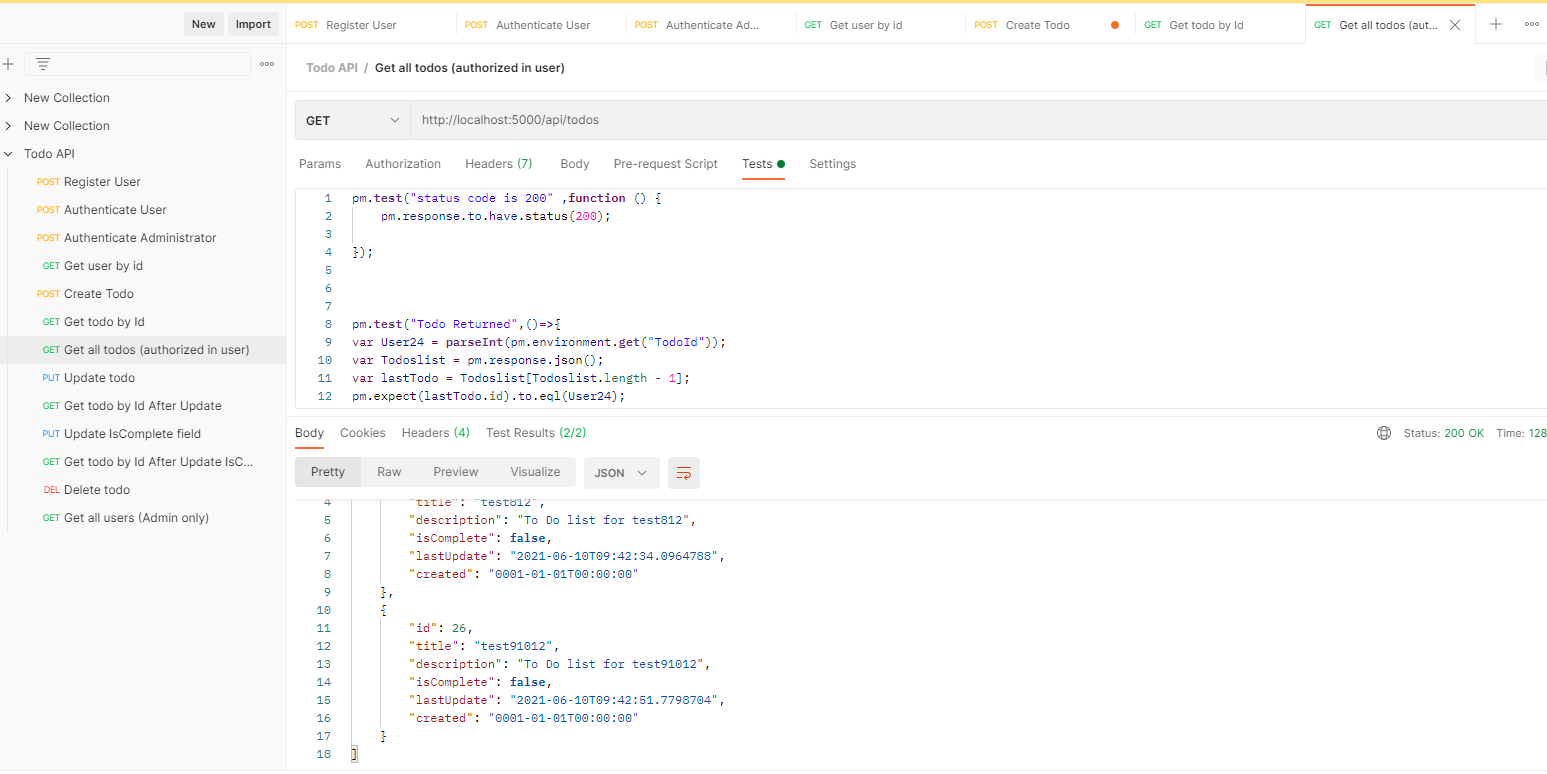 New Import
POST Register User
POST Authenticate User
POST Authenticate Ad...
GET Get user by id
POST Create Todo
GET Get todo by Id
GET Get all todos (aut...
Todo API / Get all todos (authorized in user)
New Collection
New Collection
Todo API
POST Register User
POST Authenticate User
POST Authenticate Administrator
GET Get user by id
POST Create Todo
GET Get todo by Id
GET Get all todos (authorized in user)
PUT Update todo
GET Get todo by Id After Update
PUT Update IsComplete field
GET Get todo by Id After Update IsC...
DEL Delete todo
GET Get all users (Admin only)
GET http://localhost:5000/api/todos
Params Authorization Headers (7) Body Pre-request Script Tests Settings
1 pm.test("status code is 200" ,function () {
2 pm.response.to.have.status(200);
3
4 });
5
6
7
8 pm.test("Todo Returned",()=>{
9 var User24 = parseInt(pm.environment.get("TodoId"));
10 var Todoslist = pm.response.json();
11 var lastTodo = Todoslist[Todoslist.length - 1];
12 pm.expect(lastTodo.id).to.eql(User24);
Body Cookies Headers (4) Test Results (2/2) Status: 200 OK Time: 128
Pretty Raw Preview Visualize JSON
4 "title": "test812",
5 "description": "To Do list for test812",
6 "isComplete": false,
7 "lastUpdate": "2021-06-10T09:42:34.0964788",
8 "created": "0001-01-01T00:00:00"
9 },
10 {
11 "id": 26,
12 "title": "test91012",
13 "description": "To Do list for test91012",
14 "isComplete": false,
15 "lastUpdate": "2021-06-10T09:42:51.7798704",
16 "created": "0001-01-01T00:00:00"
17 }
18 ]